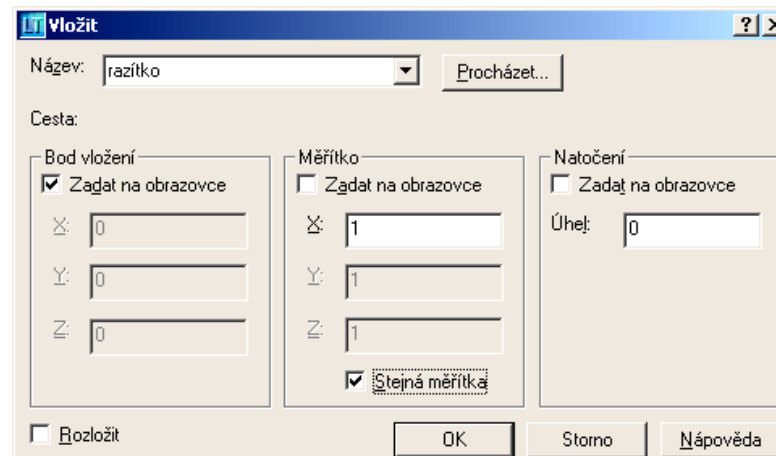 LT Vložit
Název: razítko Procházet...
Cesta:
Bod vložení
Zadat na obrazovce
X: 0
Y: 0
Z: 0
Měřítko
Zadat na obrazovce
X: 1
Y: 1
Z: 1
Stejná měřítka
Natočení
Zadat na obrazovce
Úhel: 0
Rozložit
OK Storno Nápověda